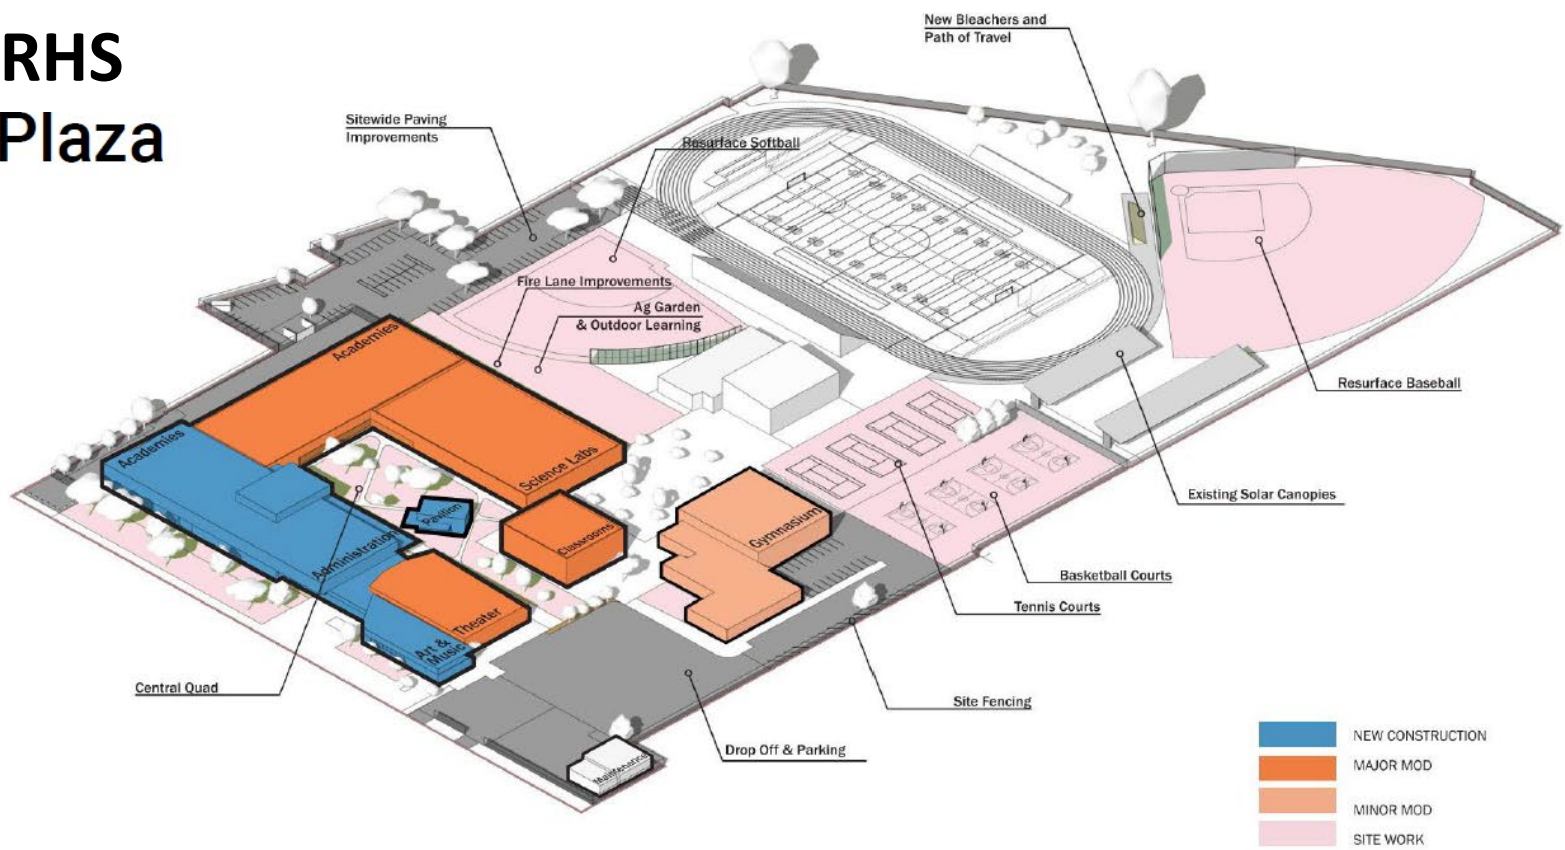 RHS
Plaza
New Bleachers and
Path of Travel
Sitewide Paving
Improvements
Resurface Softball
Fire Lane Improvements
Ag Garden
& Outdoor Learning
Academies
Resurface Baseball
Academies
Science Labs
Existing Solar Canopies
Pavilion
Classrooms
Gymnasium
Administration
Basketball Courts
Tennis Courts
Theater
Art &
Music
Central Quad
Site Fencing
Drop Off & Parking
Maintenance
NEW CONSTRUCTION
MAJOR MOD
MINOR MOD
SITE WORK